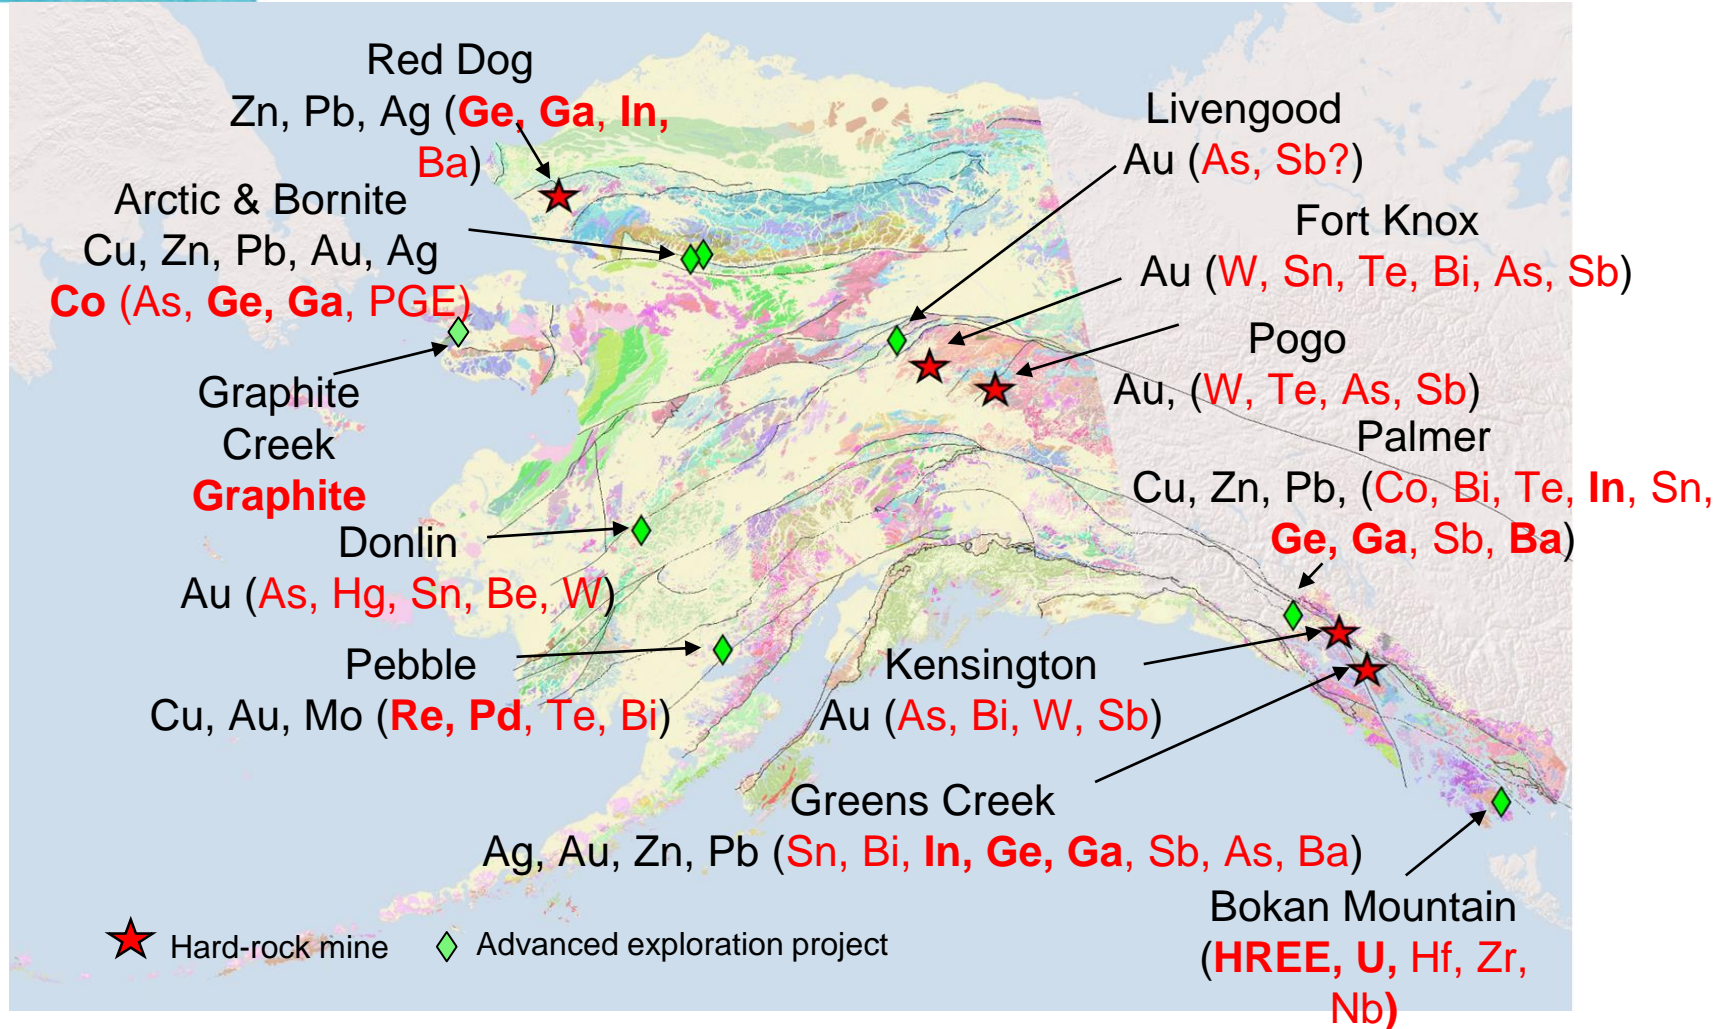 Red Dog
Zn, Pb, Ag (Ge, Ga, In,
Ba)
Arctic & Bornite
Cu, Zn, Pb, Au, Ag
Co (As, Ge, Ga, PGE)
Graphite
Creek
Graphite
Donlin
Au (As, Hg, Sn, Be, W)
Pebble
Cu, Au, Mo (Re, Pd, Te, Bi)
Livengood
Au (As, Sb?)
Fort Knox
Au (W, Sn, Te, Bi, As, Sb)
Pogo
Au, (W, Te, As, Sb)
Palmer
Cu, Zn, Pb, (Co, Bi, Te, In, Sn,
Ge, Ga, Sb, Ba)
Kensington
Au (As, Bi, W, Sb)
Greens Creek
Ag, Au, Zn, Pb (Sn, Bi, In, Ge, Ga, Sb, As, Ba)
Bokan Mountain
(HREE, U, Hf, Zr,
Nb)
Hard-rock mine
Advanced exploration project